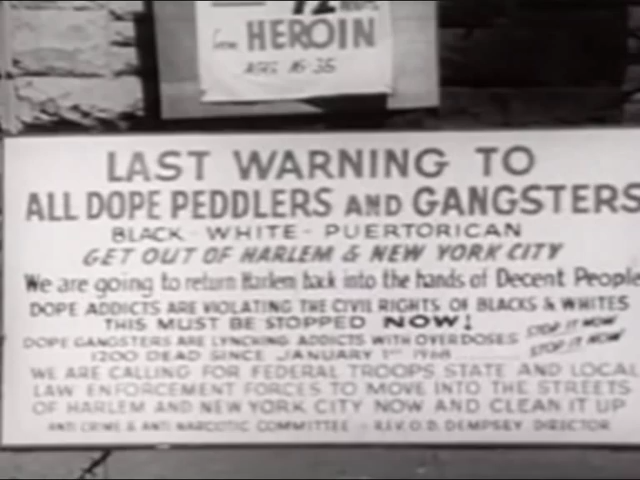 72
from HEROIN
AGES 16-35
LAST WARNING TO
ALL DOPE PEDDLERS AND GANGSTERS
BLACK - WHITE - PUERTORICAN
GET OUT OF HARLEM & NEW YORK CITY
We are going to return Harlem back into the hands of Decent People
DOPE ADDICTS ARE VIOLATING THE CIVIL RIGHTS OF BLACKS & WHITES
THIS MUST BE STOPPED NOW!
DOPE GANGSTERS ARE LYNCHING ADDICTS WITH OVERDOSES STOP IT NOW
1200 DEAD SINCE JANUARY 1ST 1968 STOP IT NOW
WE ARE CALLING FOR FEDERAL TROOPS STATE AND LOCAL
LAW ENFORCEMENT FORCES TO MOVE INTO THE STREETS
OF HARLEM AND NEW YORK CITY NOW AND CLEAN IT UP
ANTI CRIME & ANTI NARCOTIC COMMITTEE - REV. O. D. DEMPSEY DIRECTOR